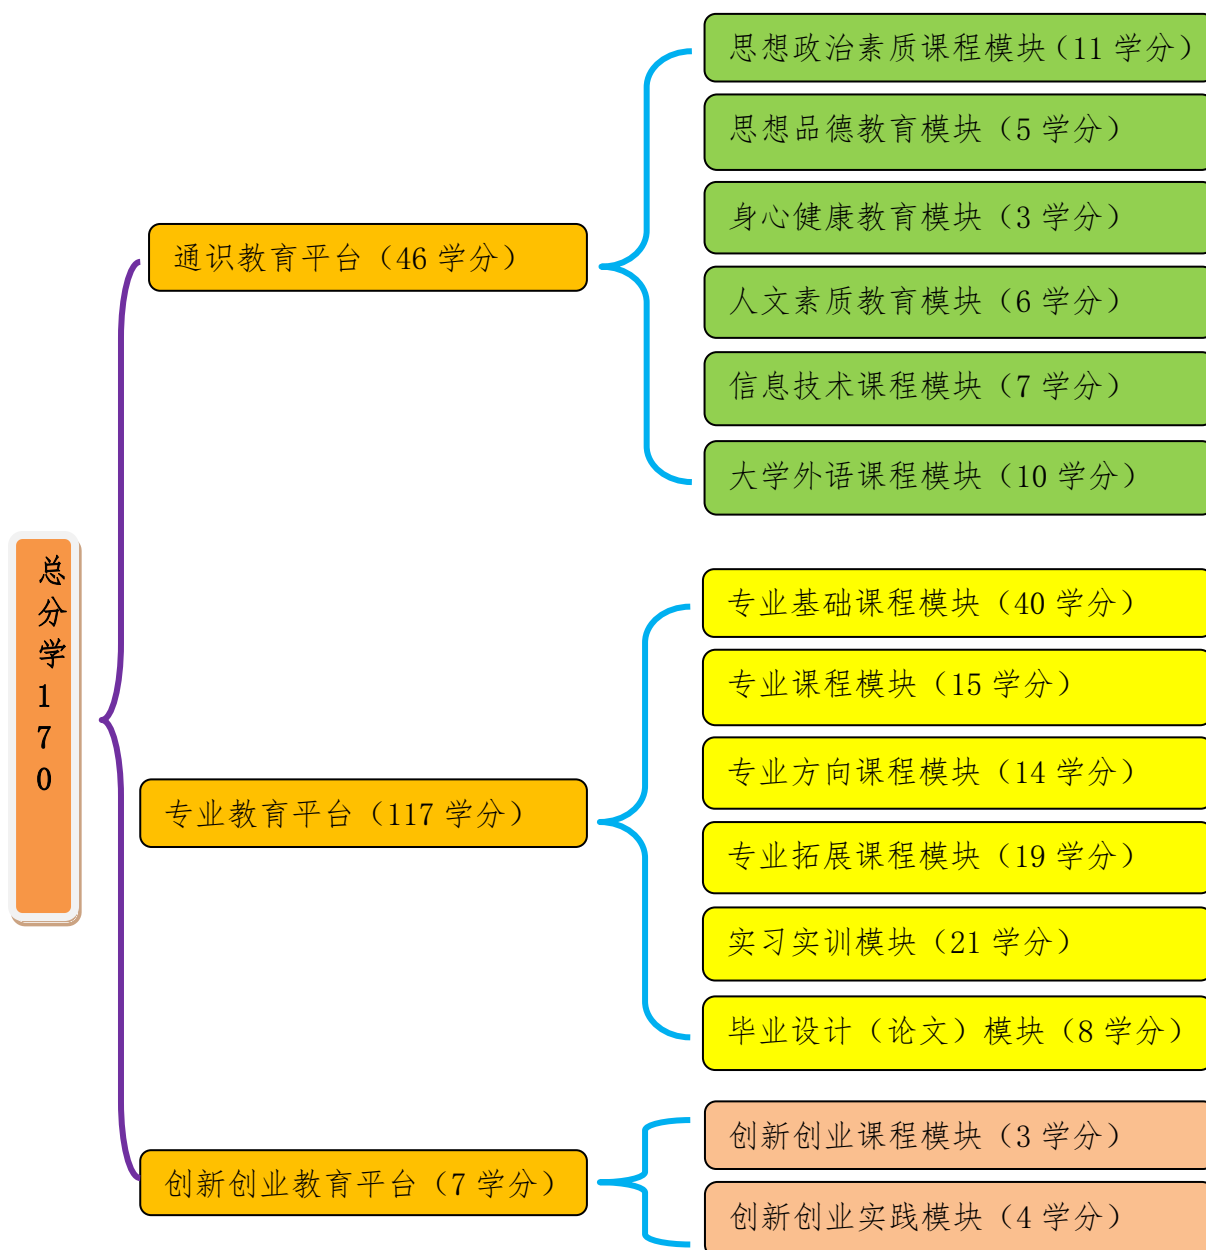 总
分
学
1
7
0
通识教育平台（46 学分）
思想政治素质课程模块（11 学分）
思想品德教育模块（5 学分）
身心健康教育模块（3 学分）
人文素质教育模块（6 学分）
信息技术课程模块（7 学分）
大学外语课程模块（10 学分）
专业教育平台（117 学分）
专业基础课程模块（40 学分）
专业课程模块（15 学分）
专业方向课程模块（14 学分）
专业拓展课程模块（19 学分）
实习实训模块（21 学分）
毕业设计（论文）模块（8 学分）
创新创业教育平台（7 学分）
创新创业课程模块（3 学分）
创新创业实践模块（4 学分）